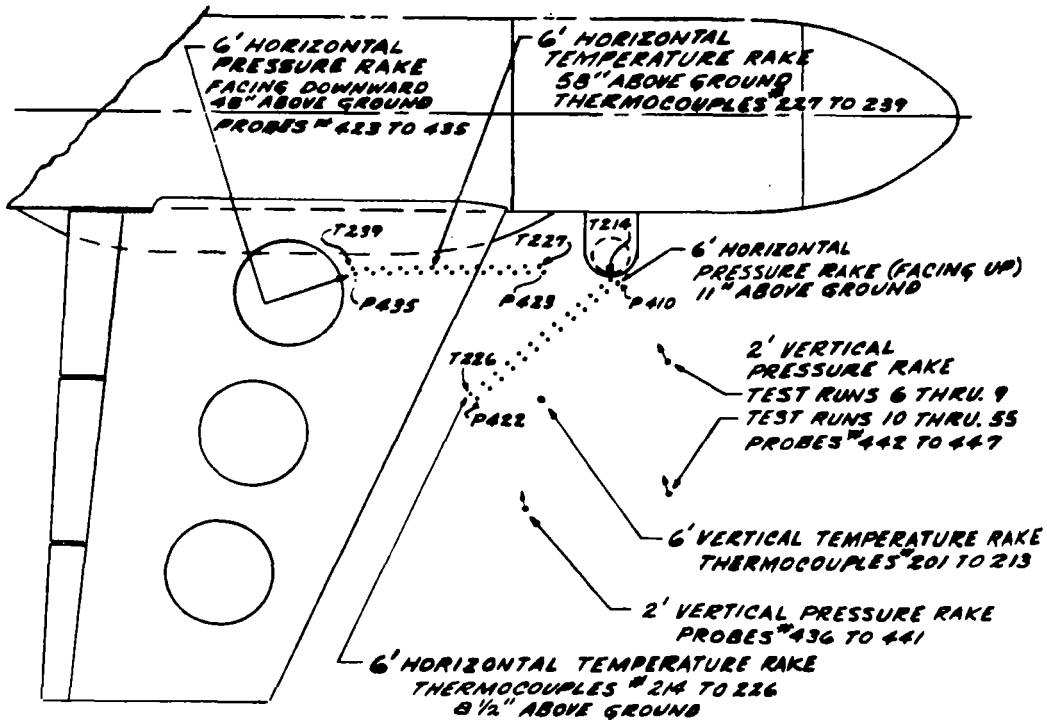 6' HORIZONTAL
PRESSURE RAKE
FACING DOWNWARD
48" ABOVE GROUND
PROBES # 423 TO 435
6' HORIZONTAL
TEMPERATURE RAKE
58" ABOVE GROUND
THERMOCOUPLES # 227 TO 239
T239
T227
T214
P435
P423
P410
6' HORIZONTAL
PRESSURE RAKE (FACING UP)
11" ABOVE GROUND
T226
P422
2' VERTICAL
PRESSURE RAKE
TEST RUNS 6 THRU. 9
TEST RUNS 10 THRU. 55
PROBES # 442 TO 447
6' VERTICAL TEMPERATURE RAKE
THERMOCOUPLES # 201 TO 213
2' VERTICAL PRESSURE RAKE
PROBES # 436 TO 441
6' HORIZONTAL TEMPERATURE RAKE
THERMOCOUPLES # 214 TO 226
8 1/2" ABOVE GROUND